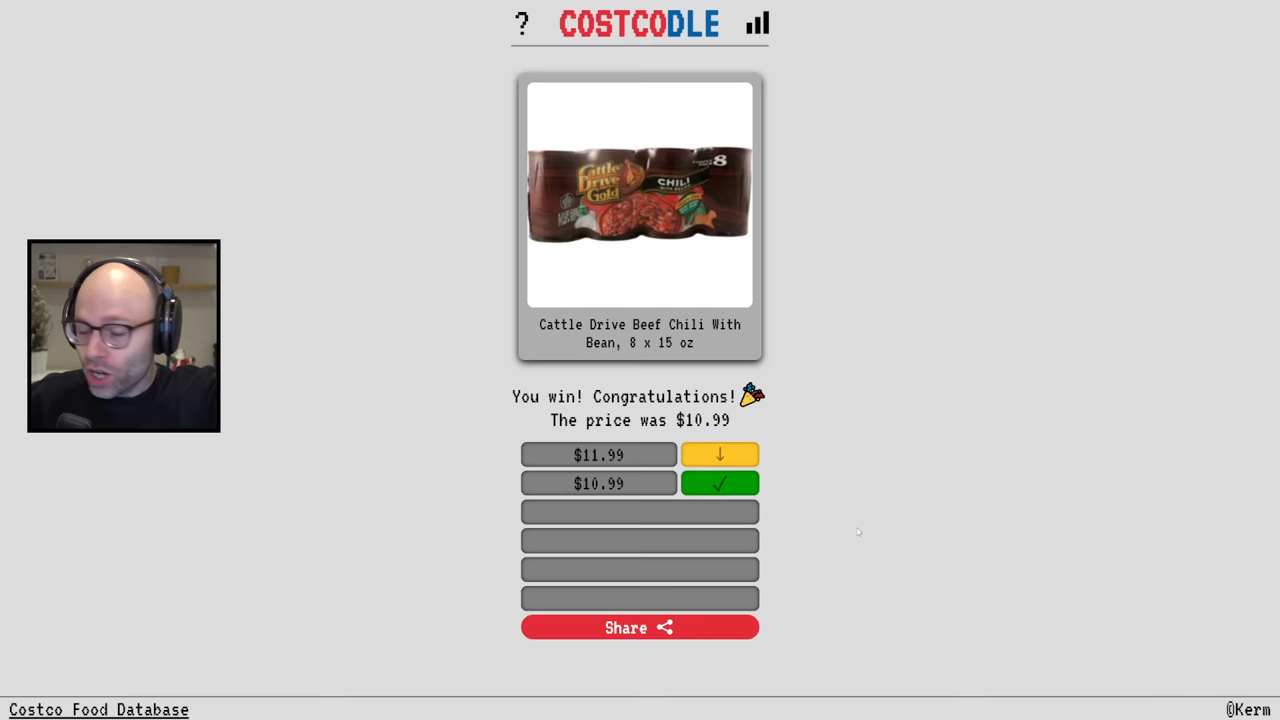 ?
COSTCODLE
8
Cattle
Drive
Gold
CHILI
Cattle Drive Beef Chili With
Bean, 8 x 15 oz
You win! Congratulations!
The price was $10.99
$11.99 ↓
$10.99 ✓
Share
Costco Food Database
@Kerm